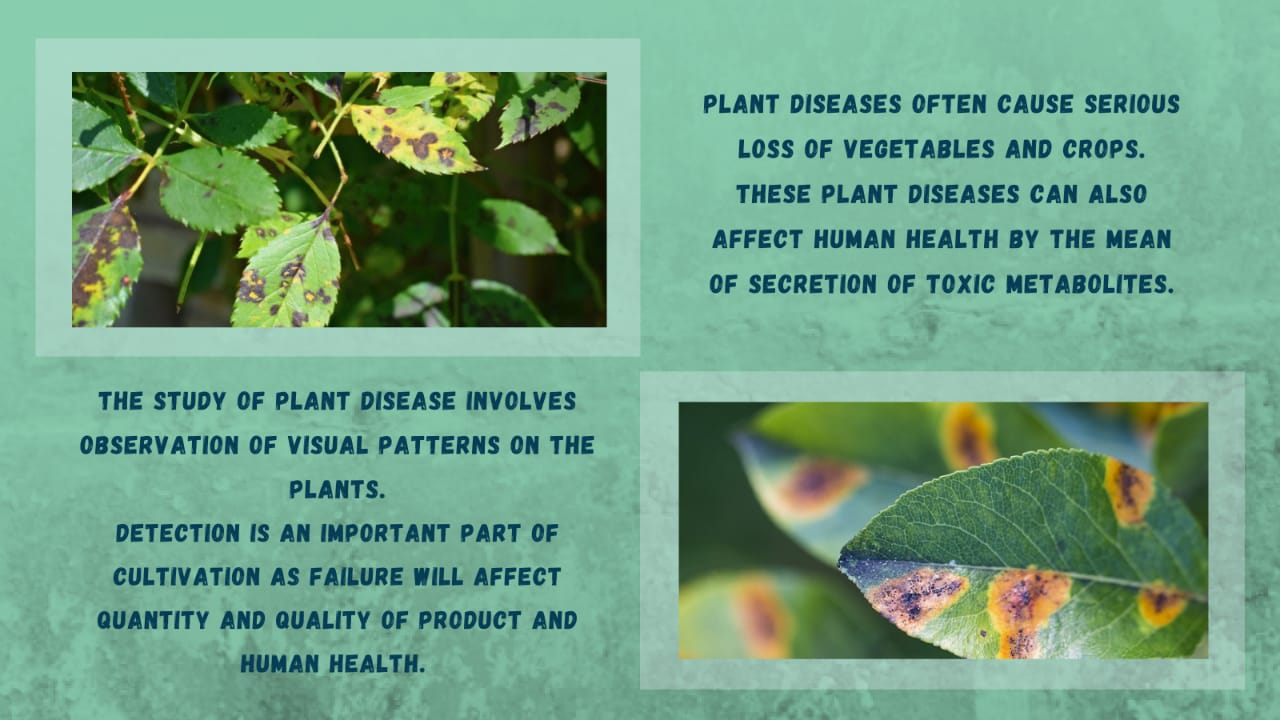 PLANT DISEASES OFTEN CAUSE SERIOUS
LOSS OF VEGETABLES AND CROPS.
THESE PLANT DISEASES CAN ALSO
AFFECT HUMAN HEALTH BY THE MEAN
OF SECRETION OF TOXIC METABOLITES.
THE STUDY OF PLANT DISEASE INVOLVES
OBSERVATION OF VISUAL PATTERNS ON THE
PLANTS.
DETECTION IS AN IMPORTANT PART OF
CULTIVATION AS FAILURE WILL AFFECT
QUANTITY AND QUALITY OF PRODUCT AND
HUMAN HEALTH.